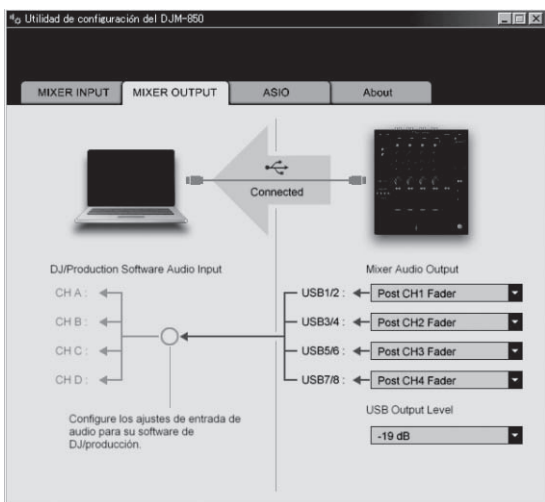 Utilidad de configuración del DJM-850
MIXER INPUT
MIXER OUTPUT
ASIO
About
Connected
DJ/Production Software Audio Input
Mixer Audio Output
CH A :
CH B :
CH C :
CH D :
USB1/2 :
Post CH1 Fader
USB3/4 :
Post CH2 Fader
USB5/6 :
Post CH3 Fader
USB7/8 :
Post CH4 Fader
Configure los ajustes de entrada de
audio para su software de
DJ/producción.
USB Output Level
-19 dB